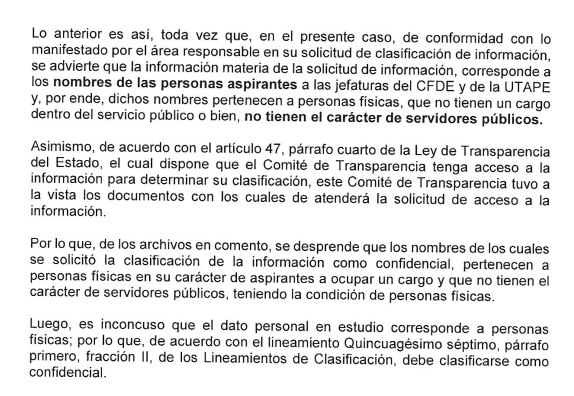 Lo anterior es así, toda vez que, en el presente caso, de conformidad con lo
manifestado por el área responsable en su solicitud de clasificación de información,
se advierte que la información materia de la solicitud de información, corresponde a
los nombres de las personas aspirantes a las jefaturas del CFDE y de la UTAPE
y, por ende, dichos nombres pertenecen a personas físicas, que no tienen un cargo
dentro del servicio público o bien, no tienen el carácter de servidores públicos.
Asimismo, de acuerdo con el artículo 47, párrafo cuarto de la Ley de Transparencia
del Estado, el cual dispone que el Comité de Transparencia tenga acceso a la
información para determinar su clasificación, este Comité de Transparencia tuvo a
la vista los documentos con los cuales de atenderá la solicitud de acceso a la
información.
Por lo que, de los archivos en comento, se desprende que los nombres de los cuales
se solicitó la clasificación de la información como confidencial, pertenecen a
personas físicas en su carácter de aspirantes a ocupar un cargo y que no tienen el
carácter de servidores públicos, teniendo la condición de personas físicas.
Luego, es inconcuso que el dato personal en estudio corresponde a personas
físicas; por lo que, de acuerdo con el lineamiento Quincuagésimo séptimo, párrafo
primero, fracción II, de los Lineamientos de Clasificación, debe clasificarse como
confidencial.